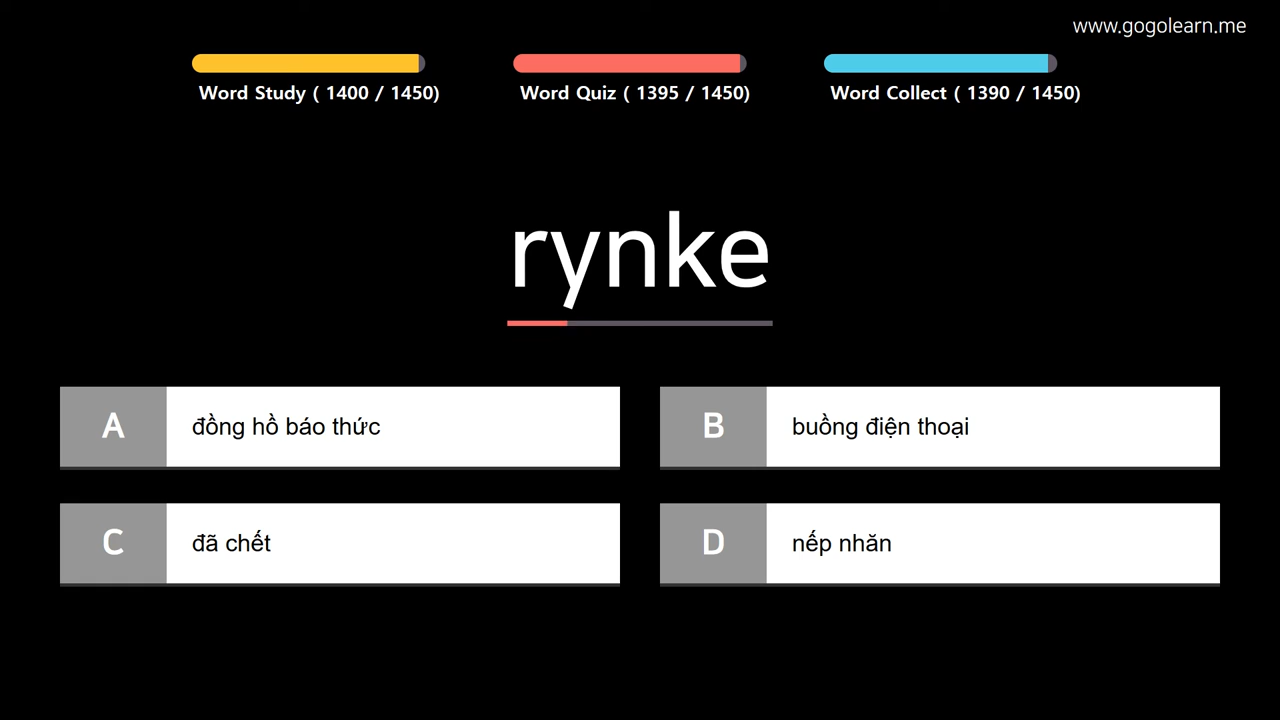 www.gogolearn.me
Word Study ( 1400 / 1450)
Word Quiz ( 1395 / 1450)
Word Collect ( 1390 / 1450)
rynke
A đồng hồ báo thức
B buồng điện thoại
C đã chết
D nếp nhăn